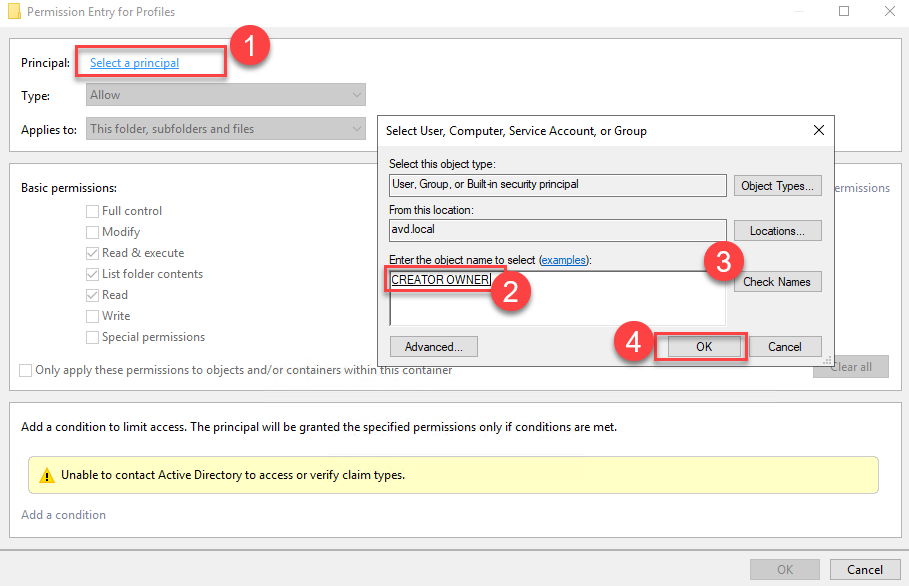 Permission Entry for Profiles
Principal: Select a principal 1
Type: Allow
Applies to: This folder, subfolders and files
Select User, Computer, Service Account, or Group
Select this object type:
User, Group, or Built-in security principal Object Types...
From this location:
avd.local Locations...
Enter the object name to select (examples): 3
CREATOR OWNER 2 Check Names
Advanced... 4 OK Cancel
Basic permissions:
Full control
Modify
Read & execute
List folder contents
Read
Write
Special permissions
Only apply these permissions to objects and/or containers within this container
Clear all
Add a condition to limit access. The principal will be granted the specified permissions only if conditions are met.
Unable to contact Active Directory to access or verify claim types.
Add a condition
OK Cancel